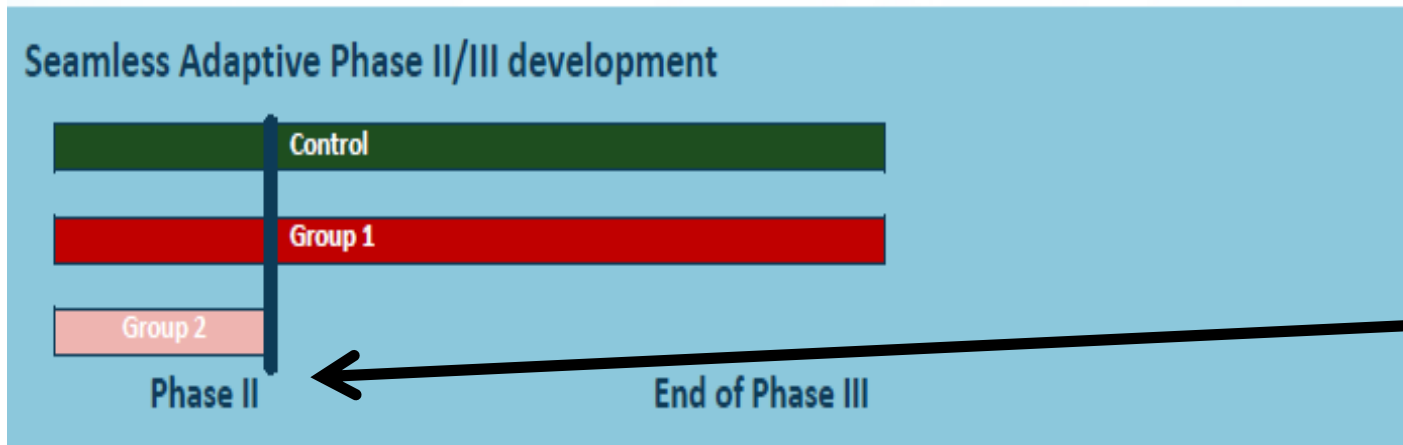 Seamless Adaptive Phase II/III development
Control
Group 1
Group 2
Phase II
End of Phase III